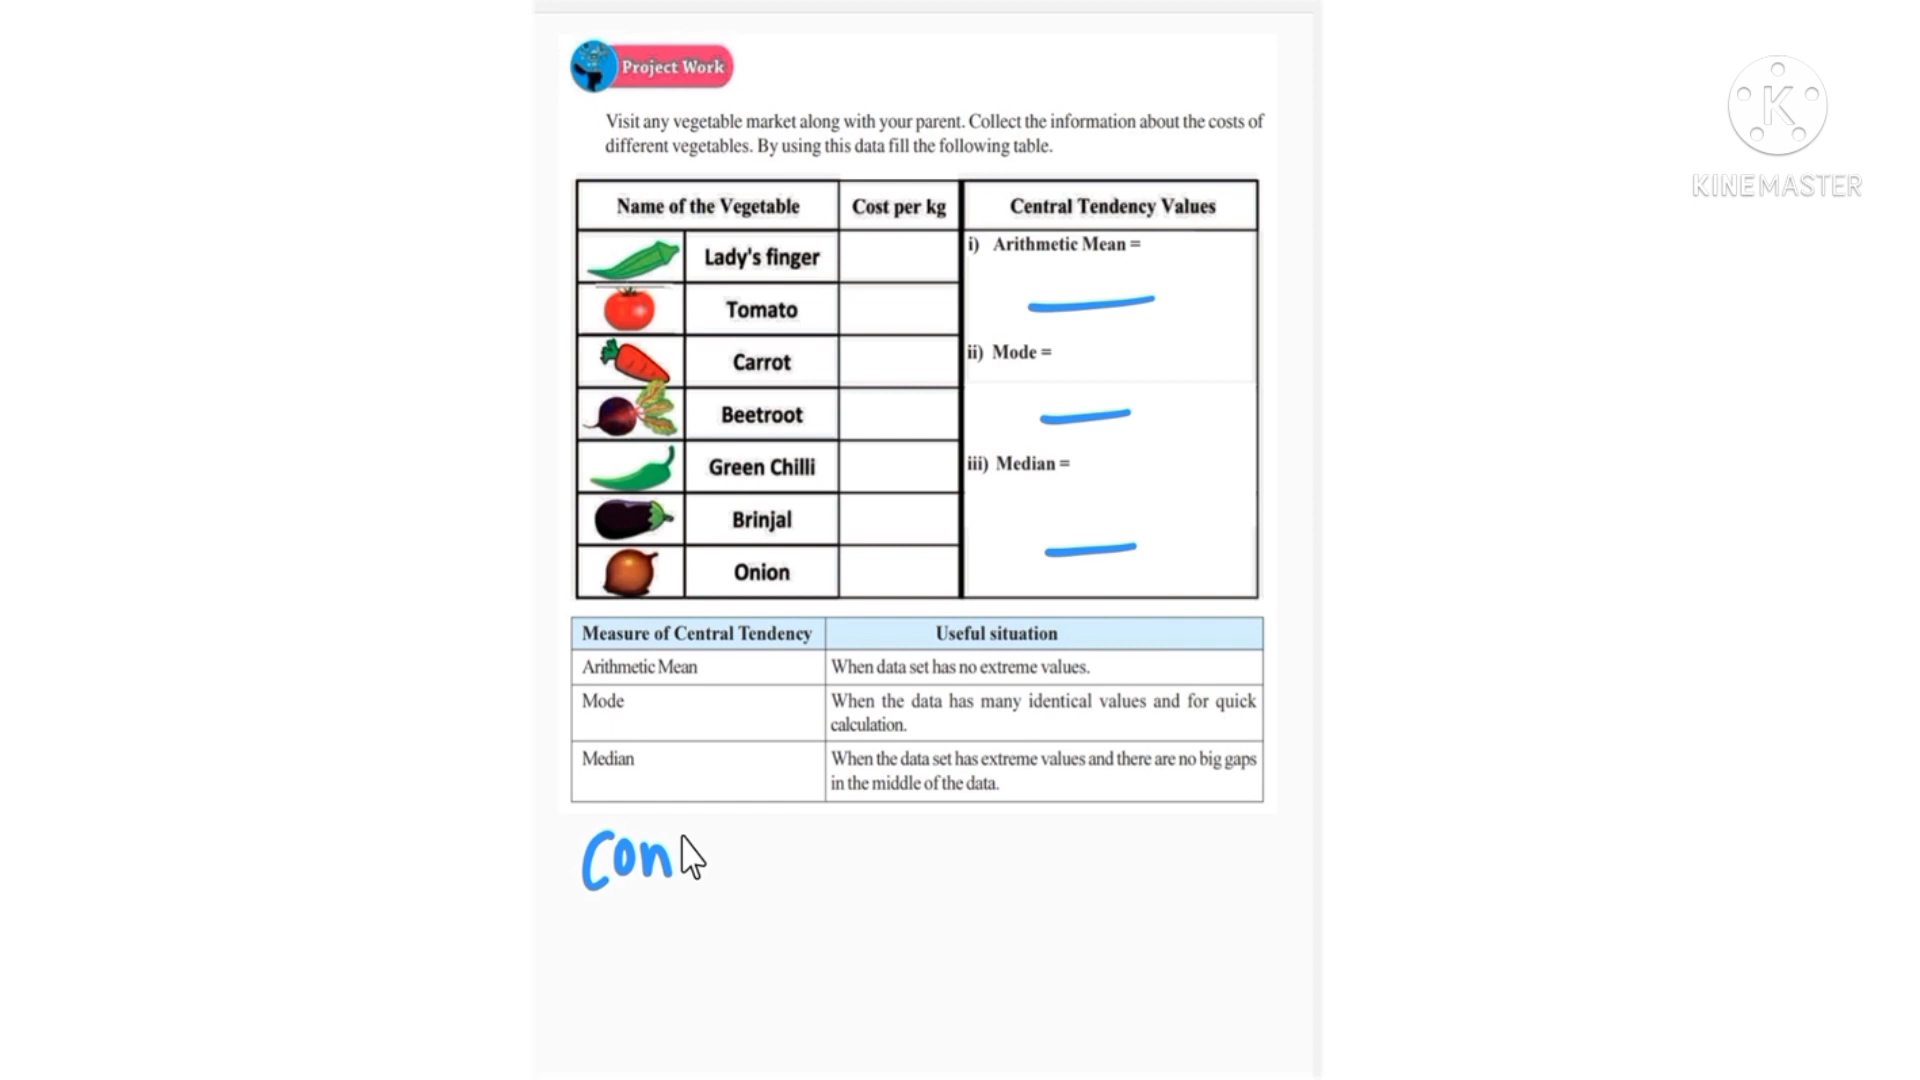 Project Work
Visit any vegetable market along with your parent. Collect the information about the costs of
different vegetables. By using this data fill the following table.
Name of the Vegetable Cost per kg Central Tendency Values
Lady's finger
Tomato
Carrot
Beetroot
Green Chilli
Brinjal
Onion
i) Arithmetic Mean =
ii) Mode =
iii) Median =
Measure of Central Tendency Useful situation
Arithmetic Mean When data set has no extreme values.
Mode When the data has many identical values and for quick
calculation.
Median When the data set has extreme values and there are no big gaps
in the middle of the data.
Con
K
KINEMASTER